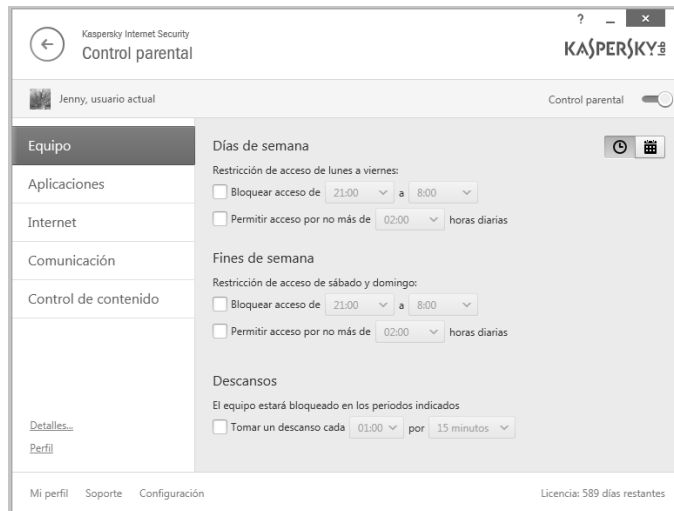 Kaspersky Internet Security
Control parental
? _ ×
KASPERSKY lab
Jenny, usuario actual
Control parental
Equipo
Aplicaciones
Internet
Comunicación
Control de contenido
Detalles...
Perfil
Días de semana
Restricción de acceso de lunes a viernes:
Bloquear acceso de 21:00 a 8:00
Permitir acceso por no más de 02:00 horas diarias
Fines de semana
Restricción de acceso de sábado y domingo:
Bloquear acceso de 21:00 a 8:00
Permitir acceso por no más de 02:00 horas diarias
Descansos
El equipo estará bloqueado en los periodos indicados
Tomar un descanso cada 01:00 por 15 minutos
Mi perfil Soporte Configuración
Licencia: 589 días restantes